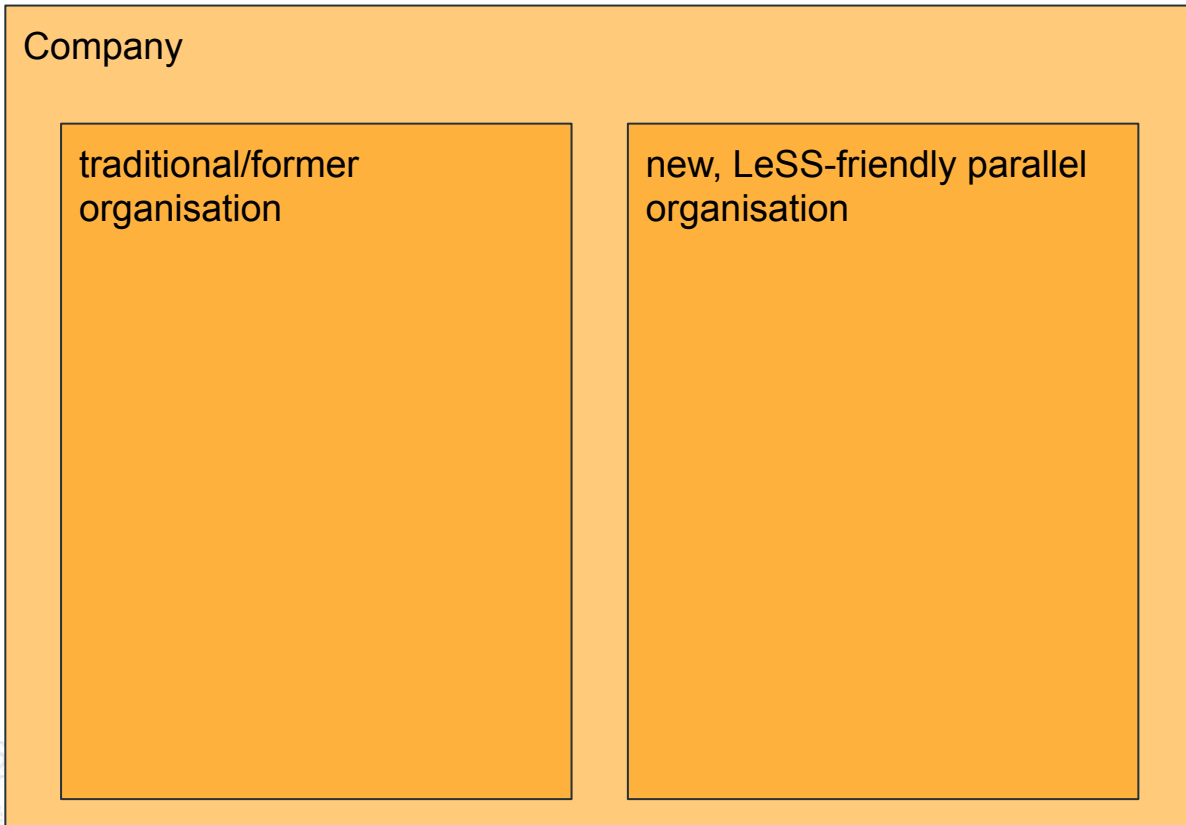 Company
traditional/former
organisation
new, LeSS-friendly parallel
organisation